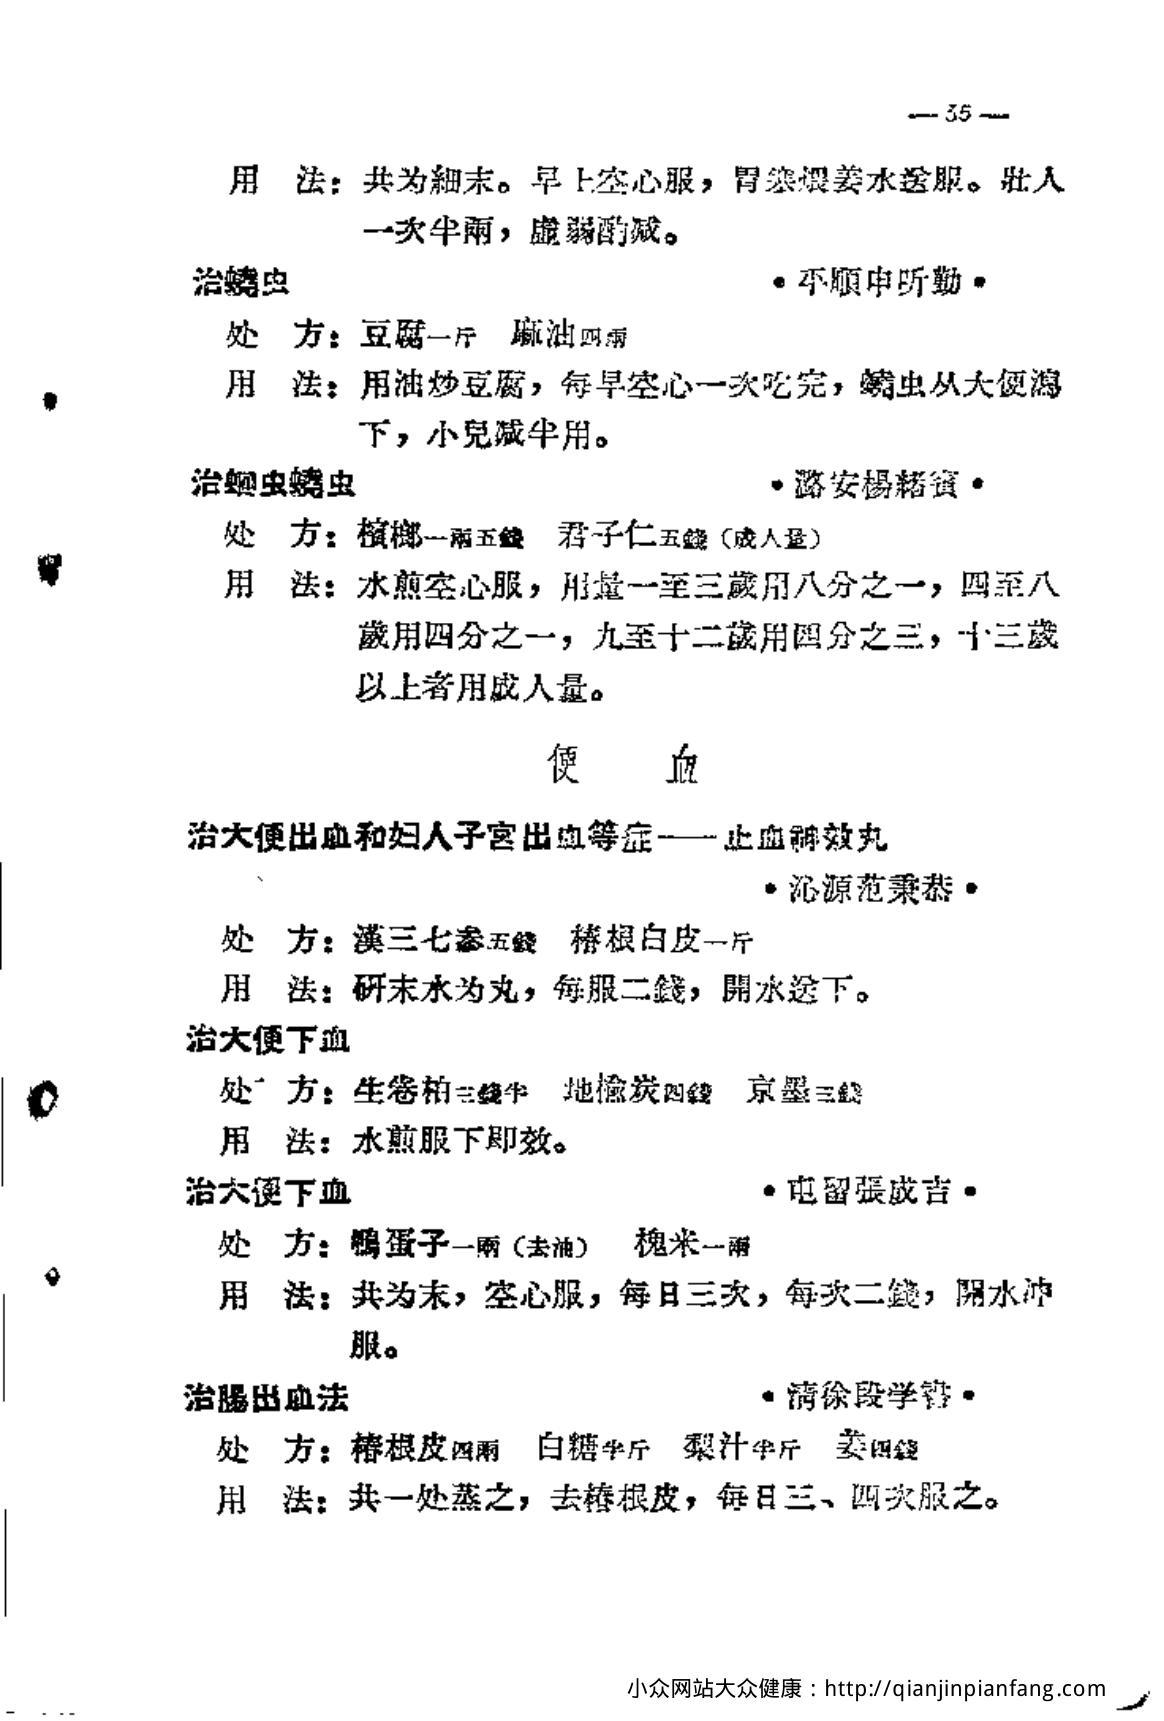 — 35 —
用　法：共为細末。早上空心服，胃寒煨姜水送服。壯人
一次半兩，虛弱酌减。
治蟯虫　•平順申所勤•
处　方：豆腐一斤　麻油四兩
用　法：用油炒豆腐，每早空心一次吃完，蟯虫从大便瀉
下，小兒减半用。
治蛔虫蟯虫　•潞安楊緒賓•
处　方：檳榔一兩五錢　君子仁五錢（成人量）
用　法：水煎空心服，用量一至三歲用八分之一，四至八
歲用四分之一，九至十二歲用四分之三，十三歲
以上者用成人量。
便　血
治大便出血和妇人子宮出血等症——止血神效丸
•沁源范秉恭•
处　方：漢三七参五錢　椿根白皮一斤
用　法：研末水为丸，每服二錢，開水送下。
治大便下血
处　方：生卷柏三錢半　地榆炭四錢　京墨三錢
用　法：水煎服下即效。
治大便下血　•屯留張成吉•
处　方：鴨蛋子一兩（去油）　槐米一兩
用　法：共为末，空心服，每日三次，每次二錢，開水冲
服。
治腸出血法　•清徐段学•
处　方：椿根皮四兩　白糖半斤　梨汁半斤　姜四錢
用　法：共一处蒸之，去椿根皮，每日三、四次服之。
小众网站大众健康：http://qianjinpianfang.com